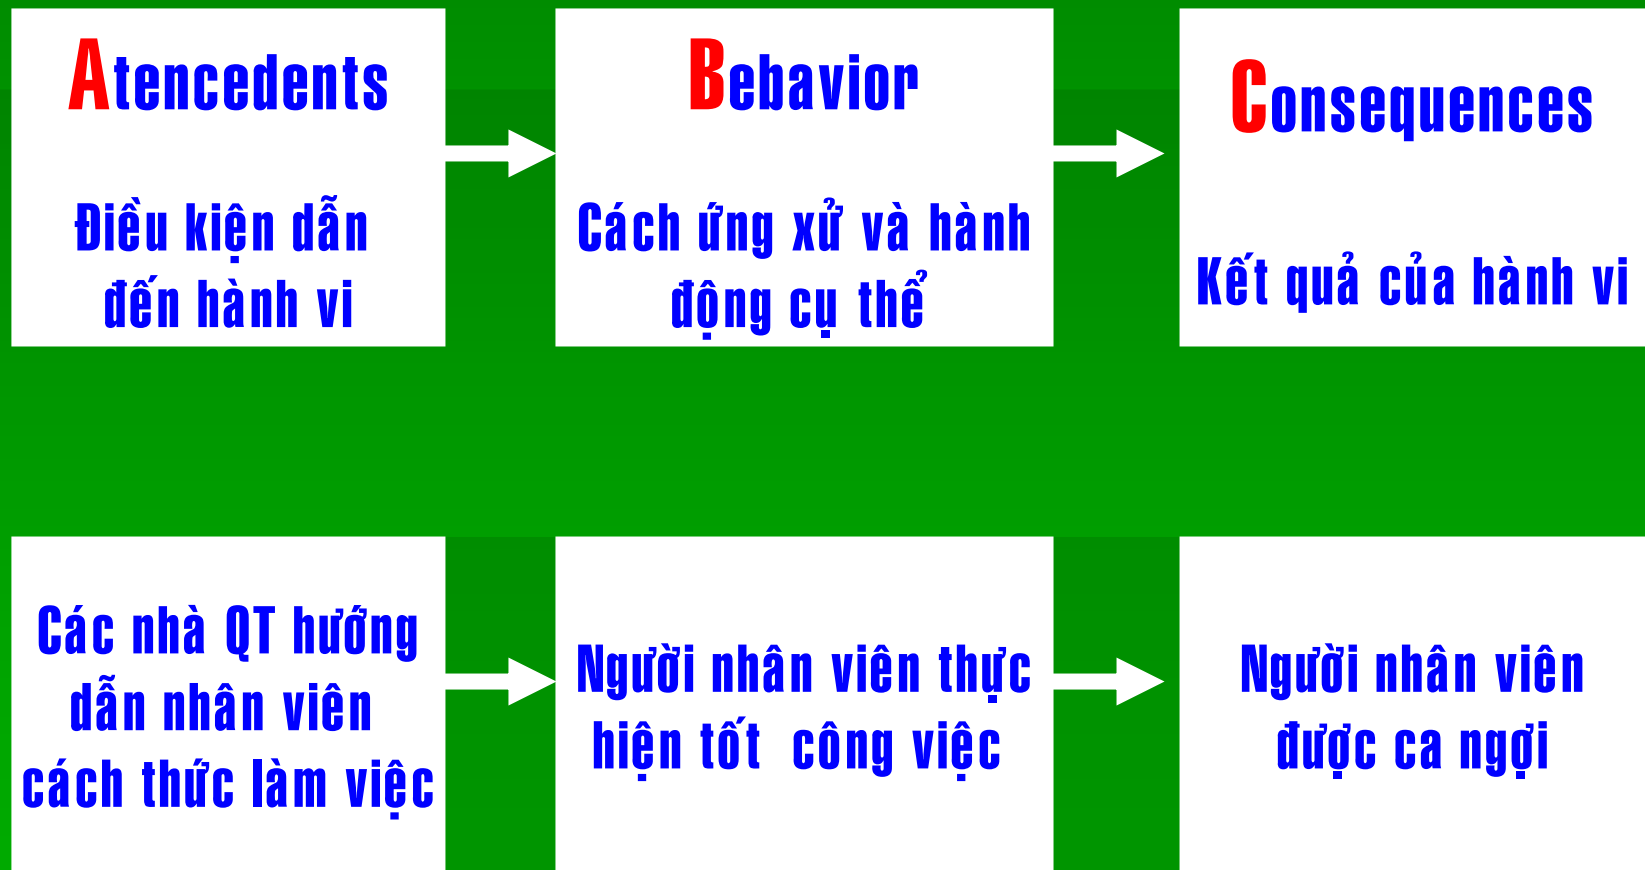 Atencedents
Điều kiện dẫn
đến hành vi
Behavior
Cách ứng xử và hành
động cụ thể
Consequences
Kết quả của hành vi
Các nhà QT hướng
dẫn nhân viên
cách thức làm việc
Người nhân viên thực
hiện tốt công việc
Người nhân viên
được ca ngợi